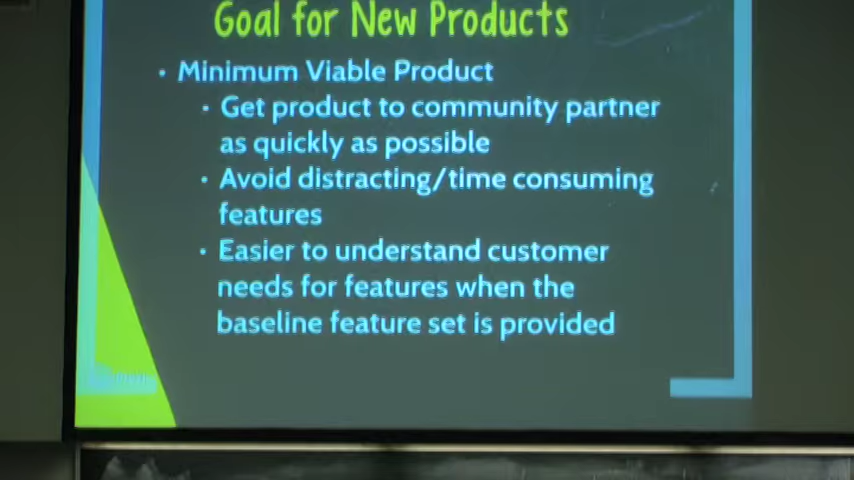 Goal for New Products
• Minimum Viable Product
• Get product to community partner
as quickly as possible
• Avoid distracting/time consuming
features
• Easier to understand customer
needs for features when the
baseline feature set is provided